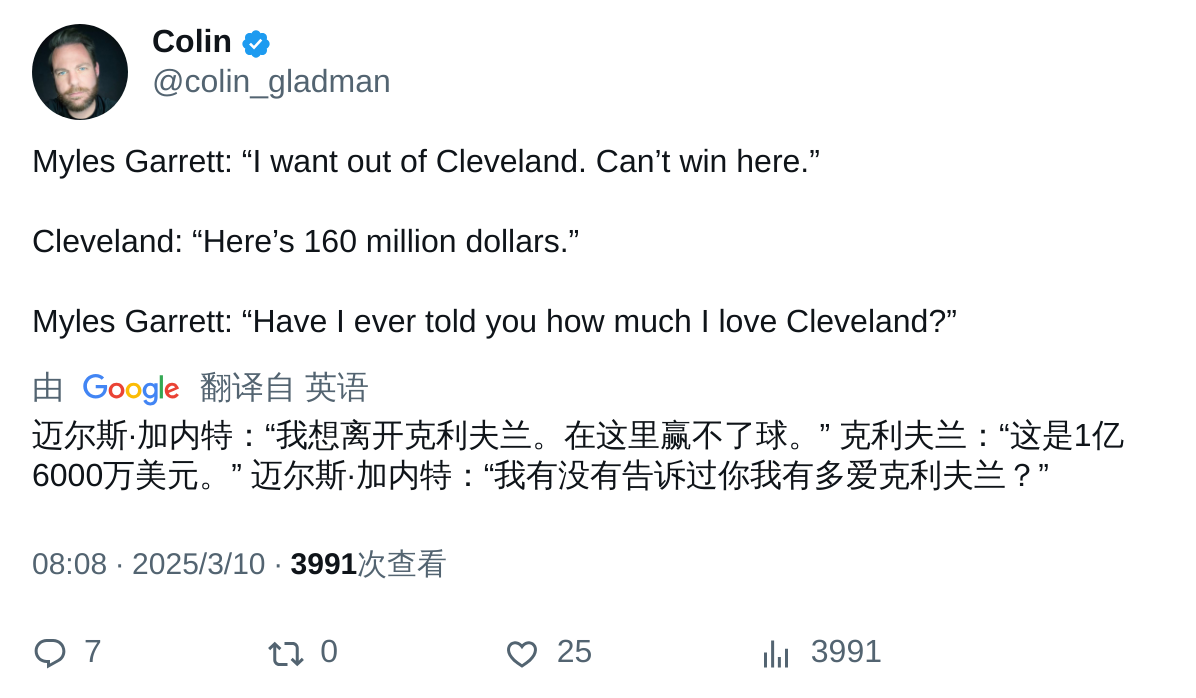 Colin
@colin_gladman
Myles Garrett: “I want out of Cleveland. Can’t win here.”
Cleveland: “Here’s 160 million dollars.”
Myles Garrett: “Have I ever told you how much I love Cleveland?”
由 Google 翻译自 英语
迈尔斯·加内特：“我想离开克利夫兰。在这里赢不了球。” 克利夫兰：“这是1亿
6000万美元。” 迈尔斯·加内特：“我有没有告诉过你我有多爱克利夫兰？”
08:08 · 2025/3/10 · 3991次查看
7 0 25 3991